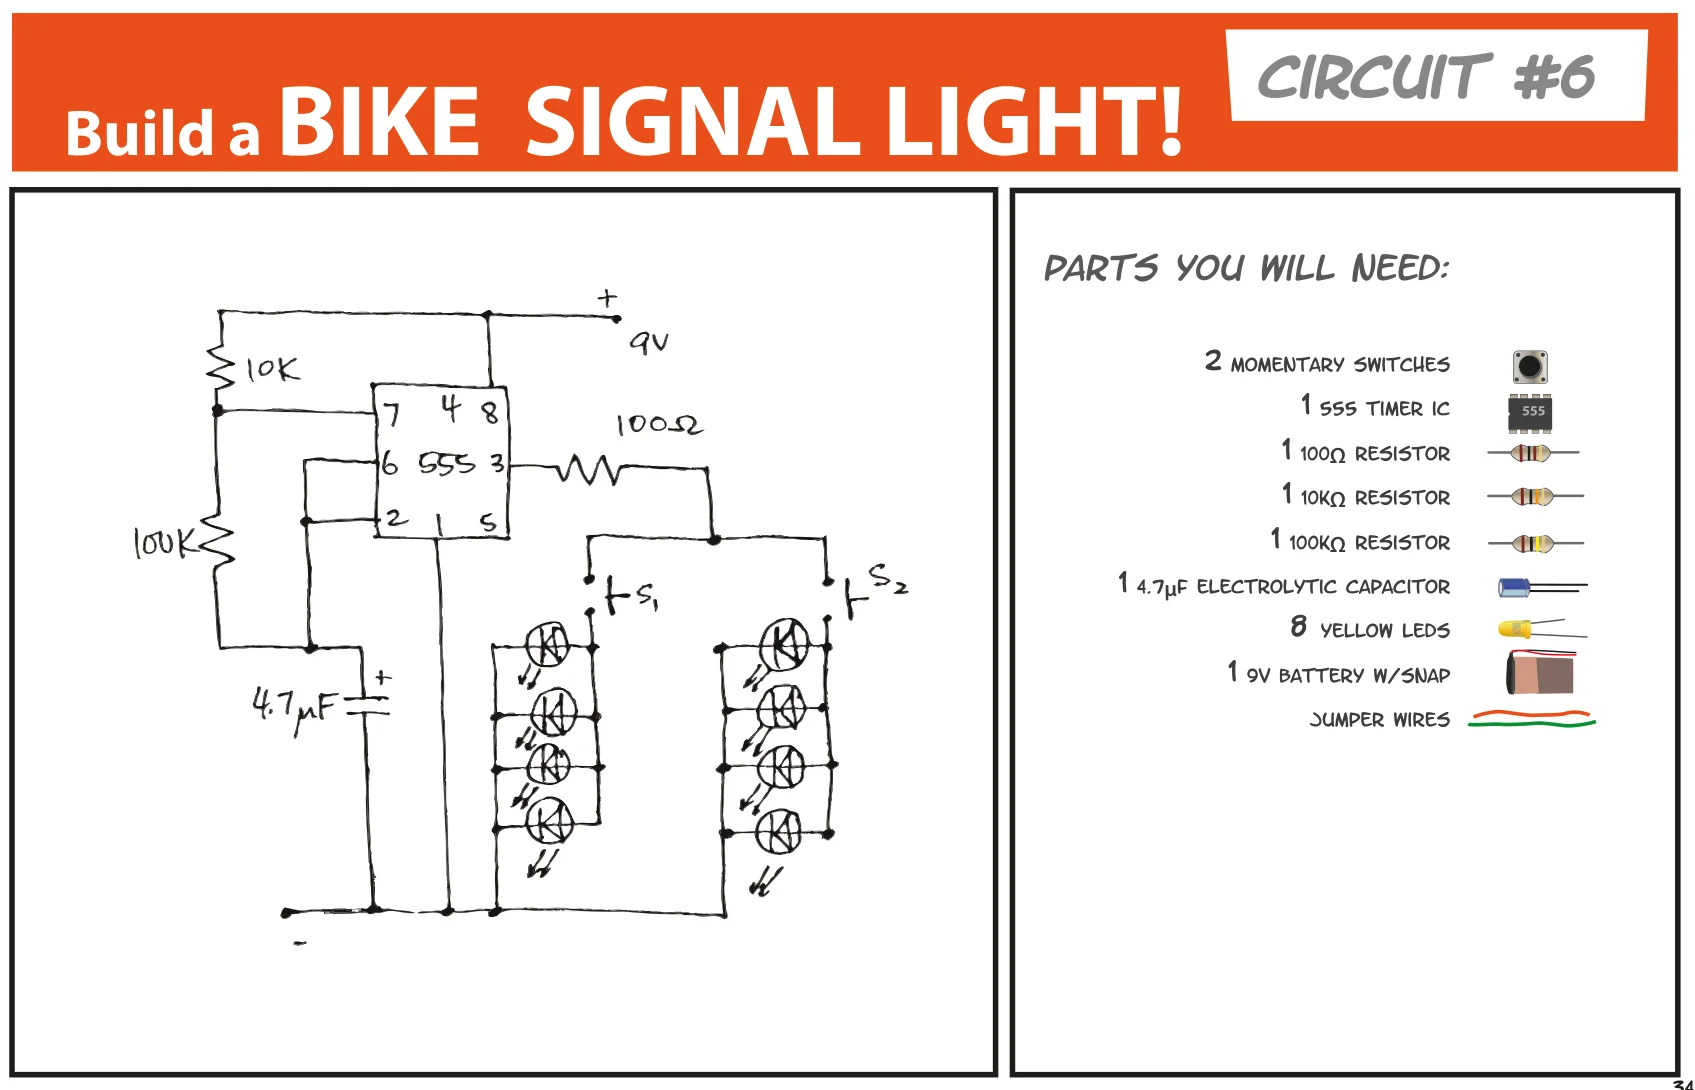 Build a BIKE SIGNAL LIGHT!
CIRCUIT #6
+
9V
10K
7 4 8
100Ω
6 555 3
2 1 5
100K
S1
S2
+
4.7μF
-
PARTS YOU WILL NEED:
2 MOMENTARY SWITCHES
555
1 555 TIMER IC
1 100Ω RESISTOR
1 10KΩ RESISTOR
1 100KΩ RESISTOR
1 4.7μF ELECTROLYTIC CAPACITOR
8 YELLOW LEDS
1 9V BATTERY W/SNAP
JUMPER WIRES
34